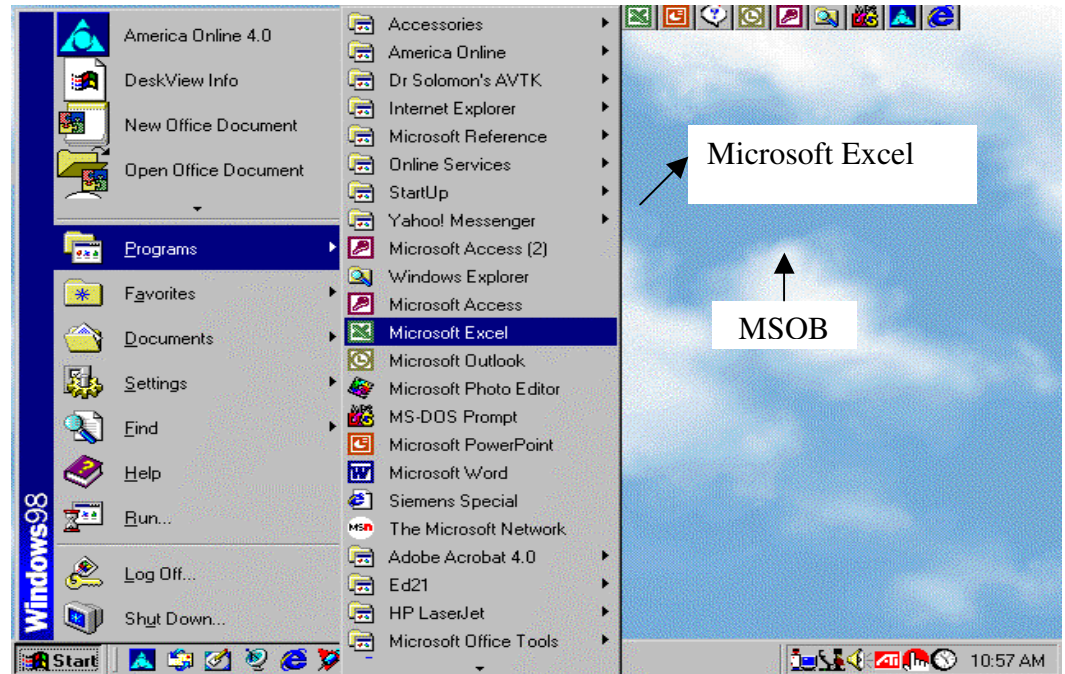 America Online 4.0
DeskView Info
New Office Document
Open Office Document
Programs
Favorites
Documents
Settings
Find
Help
Run...
Log Off...
Shut Down...
Windows98
Accessories
America Online
Dr Solomon's AVTK
Internet Explorer
Microsoft Reference
Online Services
StartUp
Yahoo! Messenger
Microsoft Access (2)
Windows Explorer
Microsoft Access
Microsoft Excel
Microsoft Outlook
Microsoft Photo Editor
MS-DOS Prompt
Microsoft PowerPoint
Microsoft Word
Siemens Special
msn The Microsoft Network
Adobe Acrobat 4.0
Ed21
HP LaserJet
Microsoft Office Tools
Microsoft Excel
MSOB
Start
ATI
10:57 AM